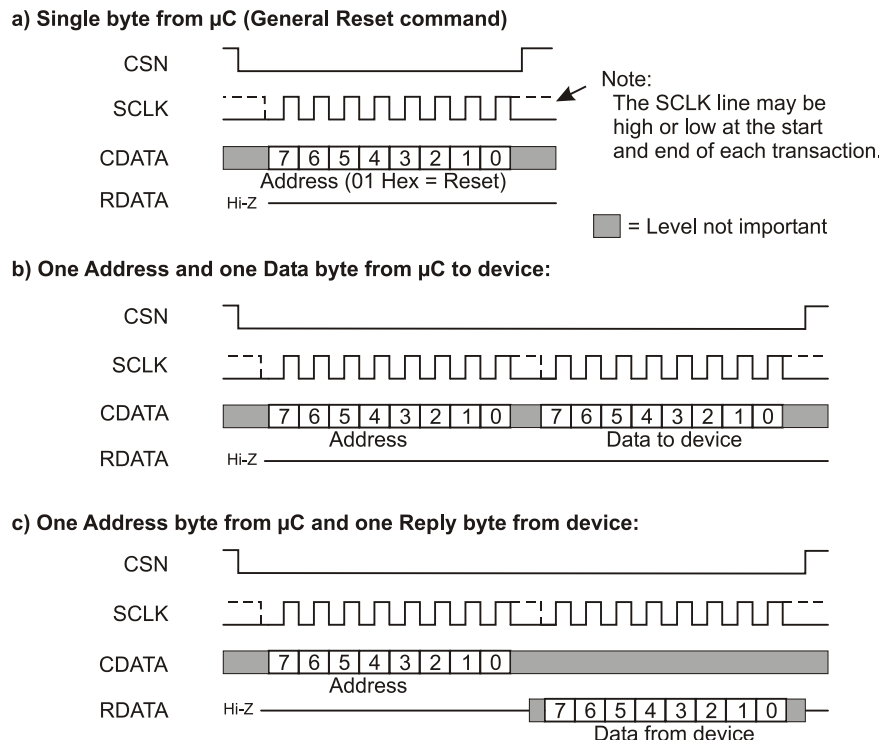 a) Single byte from µC (General Reset command)
CSN
SCLK
Note:
The SCLK line may be
high or low at the start
and end of each transaction.
CDATA 7 6 5 4 3 2 1 0
Address (01 Hex = Reset)
RDATA Hi-Z
= Level not important
b) One Address and one Data byte from µC to device:
CSN
SCLK
CDATA 7 6 5 4 3 2 1 0 7 6 5 4 3 2 1 0
Address Data to device
RDATA Hi-Z
c) One Address byte from µC and one Reply byte from device:
CSN
SCLK
CDATA 7 6 5 4 3 2 1 0
Address
RDATA Hi-Z 7 6 5 4 3 2 1 0
Data from device